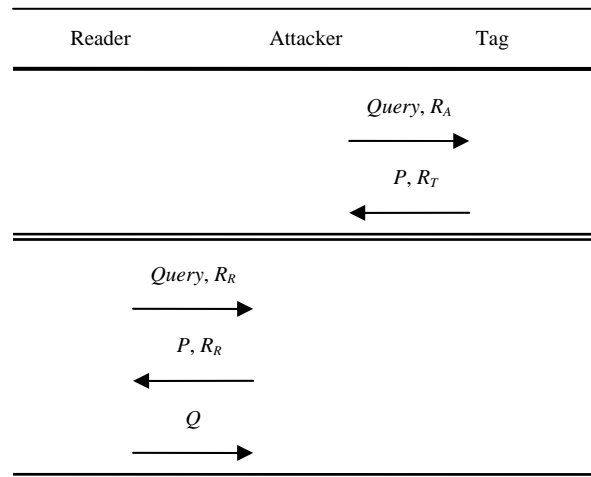 Reader Attacker Tag
Query, R_A
P, R_T
Query, R_R
P, R_R
Q